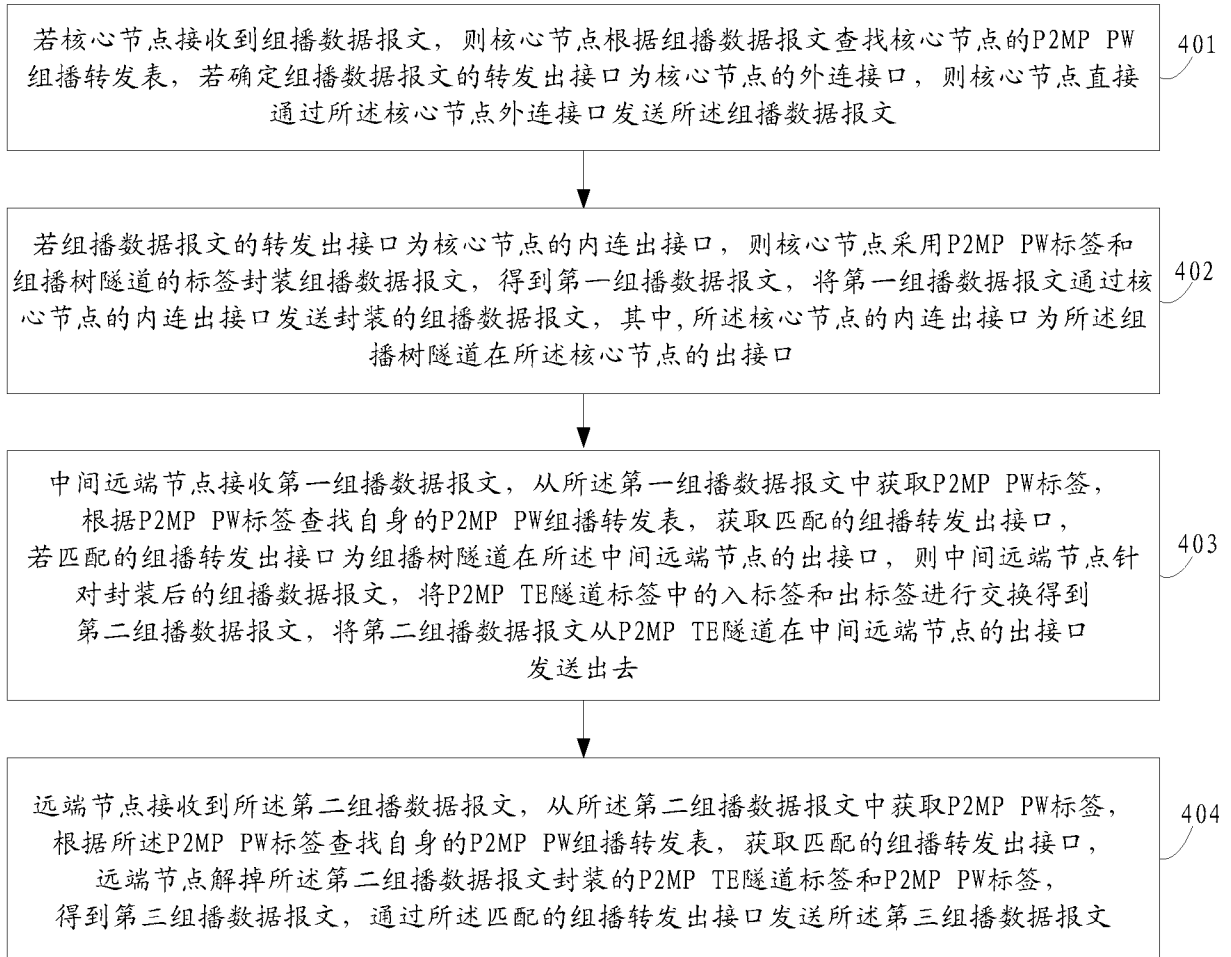 若核心节点接收到组播数据报文，则核心节点根据组播数据报文查找核心节点的P2MP PW
组播转发表，若确定组播数据报文的转发出接口为核心节点的外连接口，则核心节点直接
通过所述核心节点外连接口发送所述组播数据报文
401
若组播数据报文的转发出接口为核心节点的内连出接口，则核心节点采用P2MP PW标签和
组播树隧道的标签封装组播数据报文，得到第一组播数据报文，将第一组播数据报文通过核
心节点的内连出接口发送封装的组播数据报文，其中,所述核心节点的内连出接口为所述组
播树隧道在所述核心节点的出接口
402
中间远端节点接收第一组播数据报文，从所述第一组播数据报文中获取P2MP PW标签，
根据P2MP PW标签查找自身的P2MP PW组播转发表，获取匹配的组播转发出接口，
若匹配的组播转发出接口为组播树隧道在所述中间远端节点的出接口，则中间远端节点针
对封装后的组播数据报文，将P2MP TE隧道标签中的入标签和出标签进行交换得到
第二组播数据报文，将第二组播数据报文从P2MP TE隧道在中间远端节点的出接口
发送出去
403
远端节点接收到所述第二组播数据报文，从所述第二组播数据报文中获取P2MP PW标签，
根据所述P2MP PW标签查找自身的P2MP PW组播转发表，获取匹配的组播转发出接口，
远端节点解掉所述第二组播数据报文封装的P2MP TE隧道标签和P2MP PW标签，
得到第三组播数据报文，通过所述匹配的组播转发出接口发送所述第三组播数据报文
404